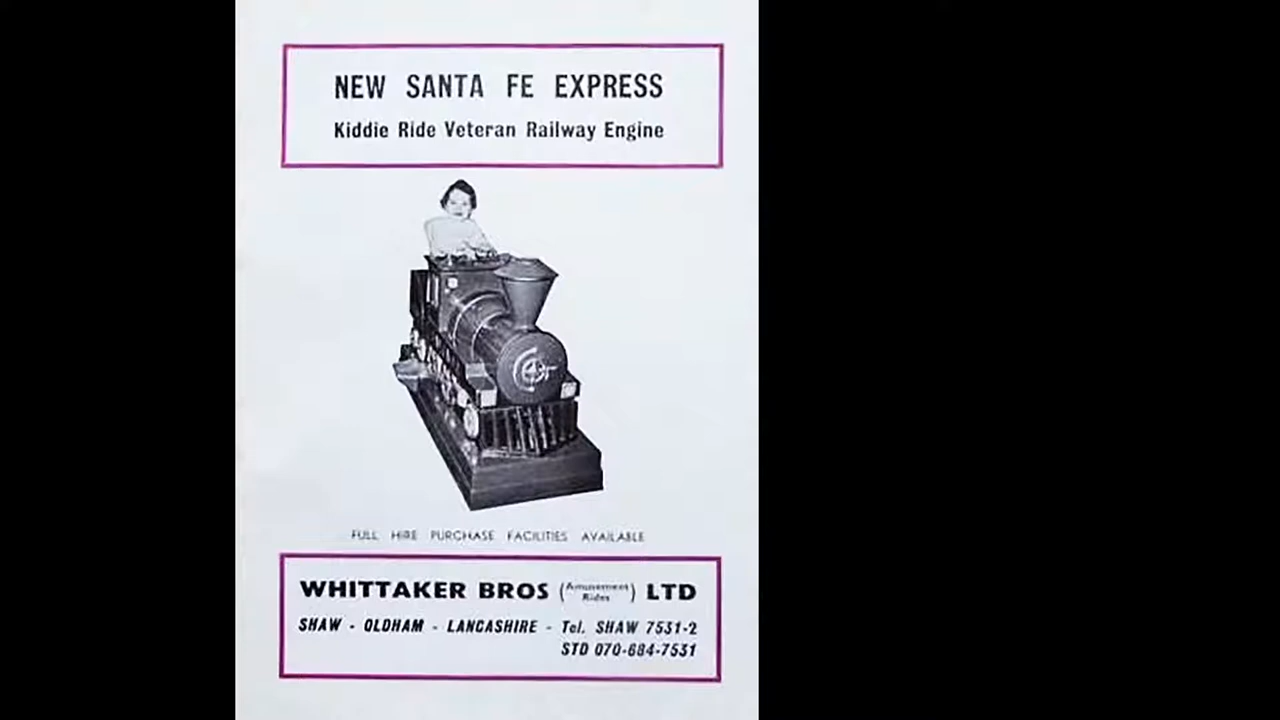 NEW SANTA FE EXPRESS
Kiddie Ride Veteran Railway Engine
FULL HIRE PURCHASE FACILITIES AVAILABLE
WHITTAKER BROS (Amusement Rides) LTD
SHAW - OLDHAM - LANCASHIRE - Tel. SHAW 7531-2
STD 070-684-7531